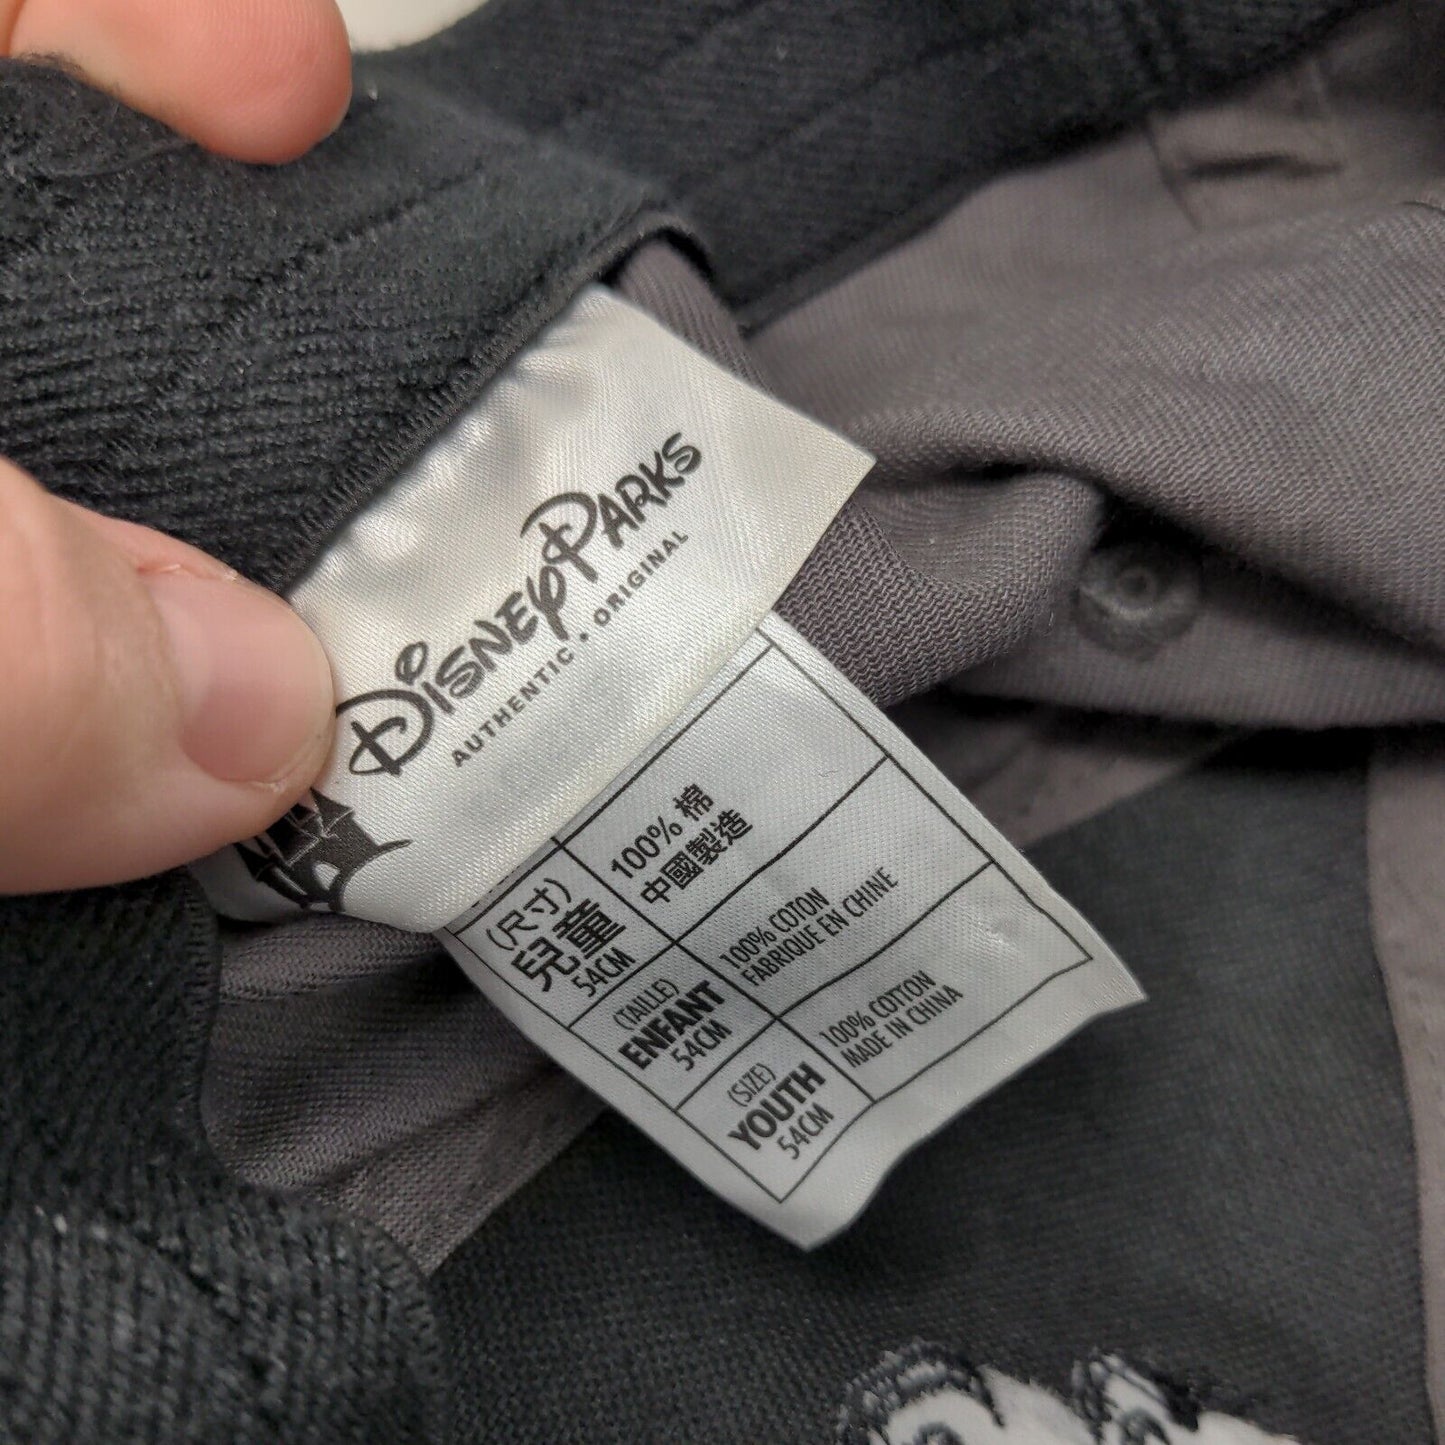 Disney Parks
AUTHENTIC • ORIGINAL
(尺寸)
兒童
54CM
100% 棉
中國製造
(TAILLE)
ENFANT
54CM
100% COTON
FABRIQUE EN CHINE
(SIZE)
YOUTH
54CM
100% COTTON
MADE IN CHINA